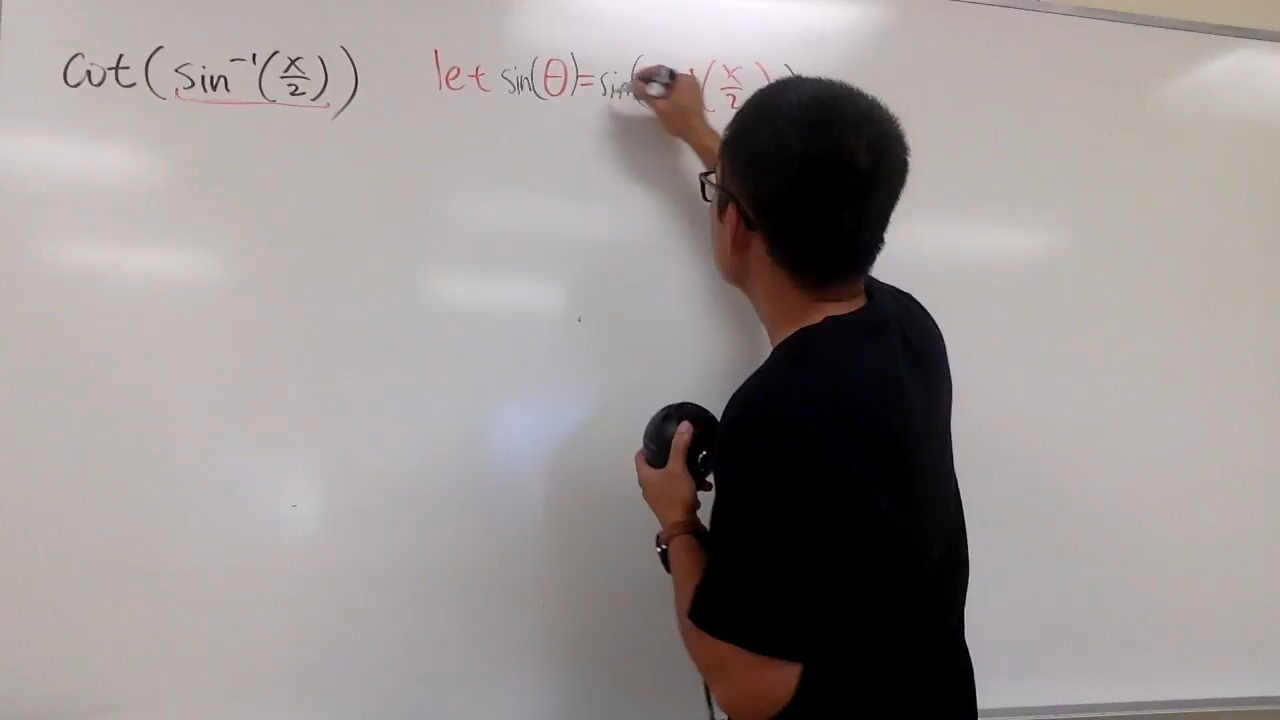 cot(sin⁻¹(x/2)) let sin(θ)=sin( ⁻¹(x/2))